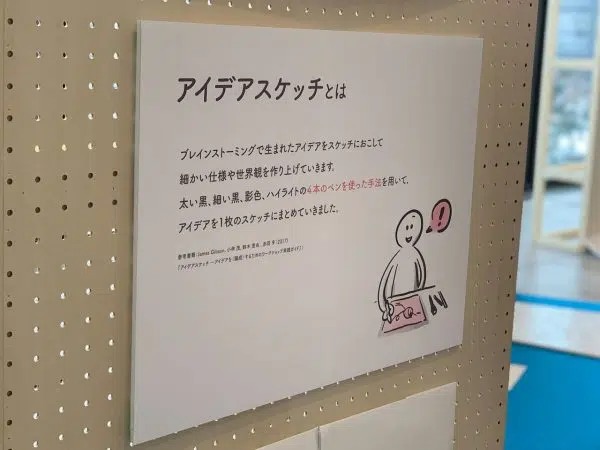 アイデアスケッチとは
ブレインストーミングで生まれたアイデアをスケッチにおこして
細かい仕様や世界観を作り上げていきます。
太い黒、細い黒、影色、ハイライトの4本のペンを使った手法を用いて、
アイデアを1枚のスケッチにまとめていきました。
参考書籍：James Gibson、小林 茂、鈴木 宣也、赤羽 亨（2017）
『アイデアスケッチ ―アイデアを〈醸成〉するためのワークショップ実践ガイド』
!